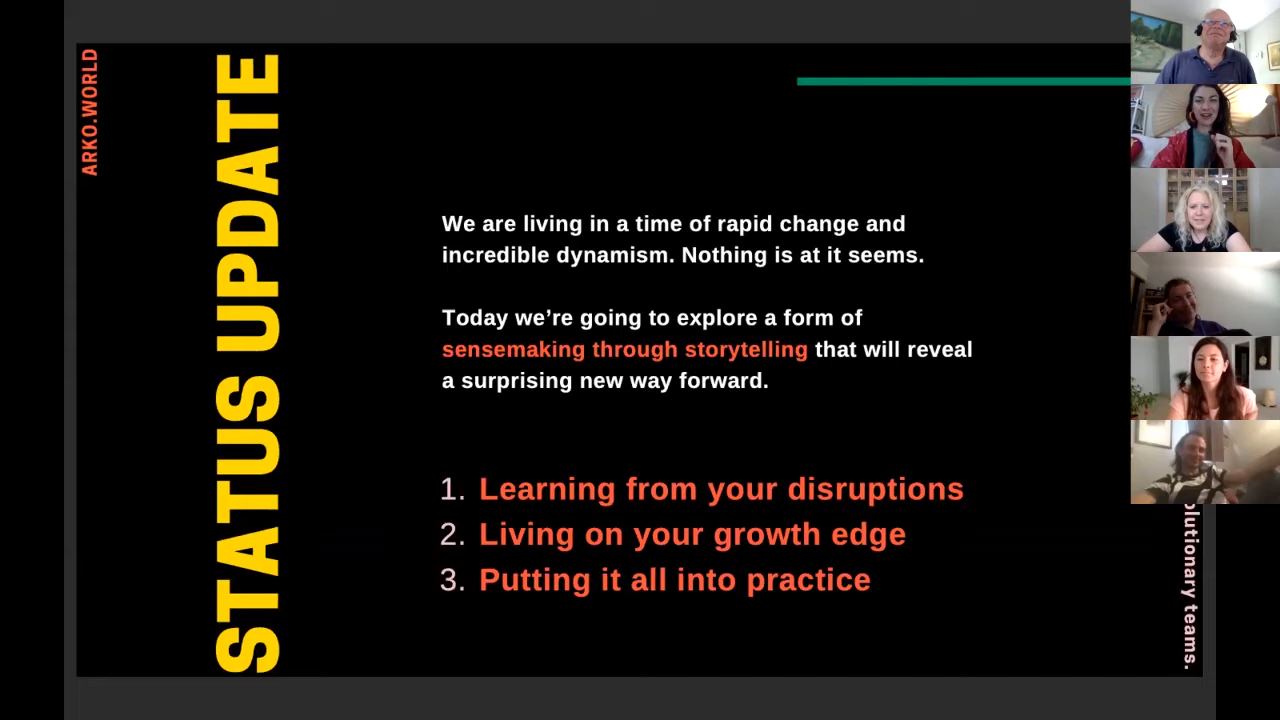 ARKO.WORLD
STATUS UPDATE
We are living in a time of rapid change and
incredible dynamism. Nothing is at it seems.
Today we’re going to explore a form of
sensemaking through storytelling that will reveal
a surprising new way forward.
1. Learning from your disruptions
2. Living on your growth edge
3. Putting it all into practice
teams.